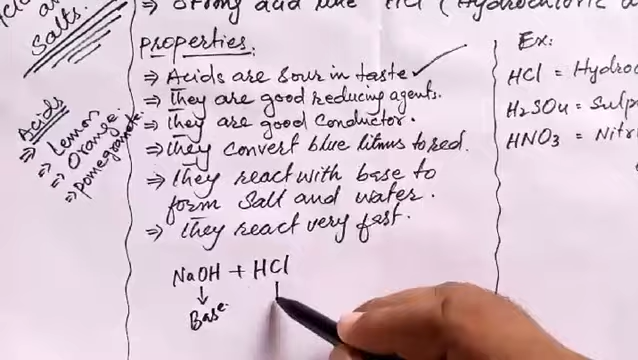 Salts.
⇒ Strong acid like HCl (Hydrochloric a
properties:
⇒ Acids are sour in taste ✓
⇒ They are good reducing agents.
⇒ They are good conductor.
⇒ They convert blue litmus to red.
⇒ They react with base to
form salt and water.
⇒ They react very fast.
NaOH + HCl
↓
Base.
Acids
⇒ Lemon
⇒ Orange.
⇒ pomegranate.
Ex:
HCl = Hydroc
H₂SO₄ = Sulp
HNO₃ = Nitr